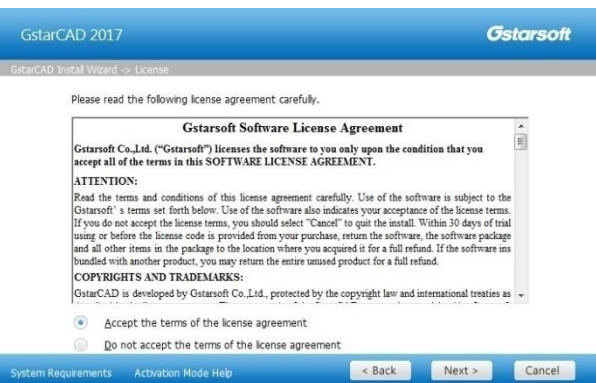 GstarCAD 2017
Gstarsoft
GstarCAD Install Wizard -> License
Please read the following license agreement carefully.
Gstarsoft Software License Agreement
Gstarsoft Co.,Ltd. (“Gstarsoft”) licenses the software to you only upon the condition that you
accept all of the terms in this SOFTWARE LICENSE AGREEMENT.
ATTENTION:
Read the terms and conditions of this license agreement carefully. Use of the software is subject to the
Gstarsoft’ s terms set forth below. Use of the software also indicates your acceptance of the license terms.
If you do not accept the license terms, you should select "Cancel" to quit the install. Within 30 days of trial
using or before the license code is provided from your purchase, return the software, the software package
and all other items in the package to the location where you acquired it for a full refund. If the software ins
bundled with another product, you may return the entire unused product for a full refund.
COPYRIGHTS AND TRADEMARKS:
GstarCAD is developed by Gstarsoft Co.,Ltd., protected by the copyright law and international treaties as
Accept the terms of the license agreement
Do not accept the terms of the license agreement
System Requirements Activation Mode Help < Back Next > Cancel